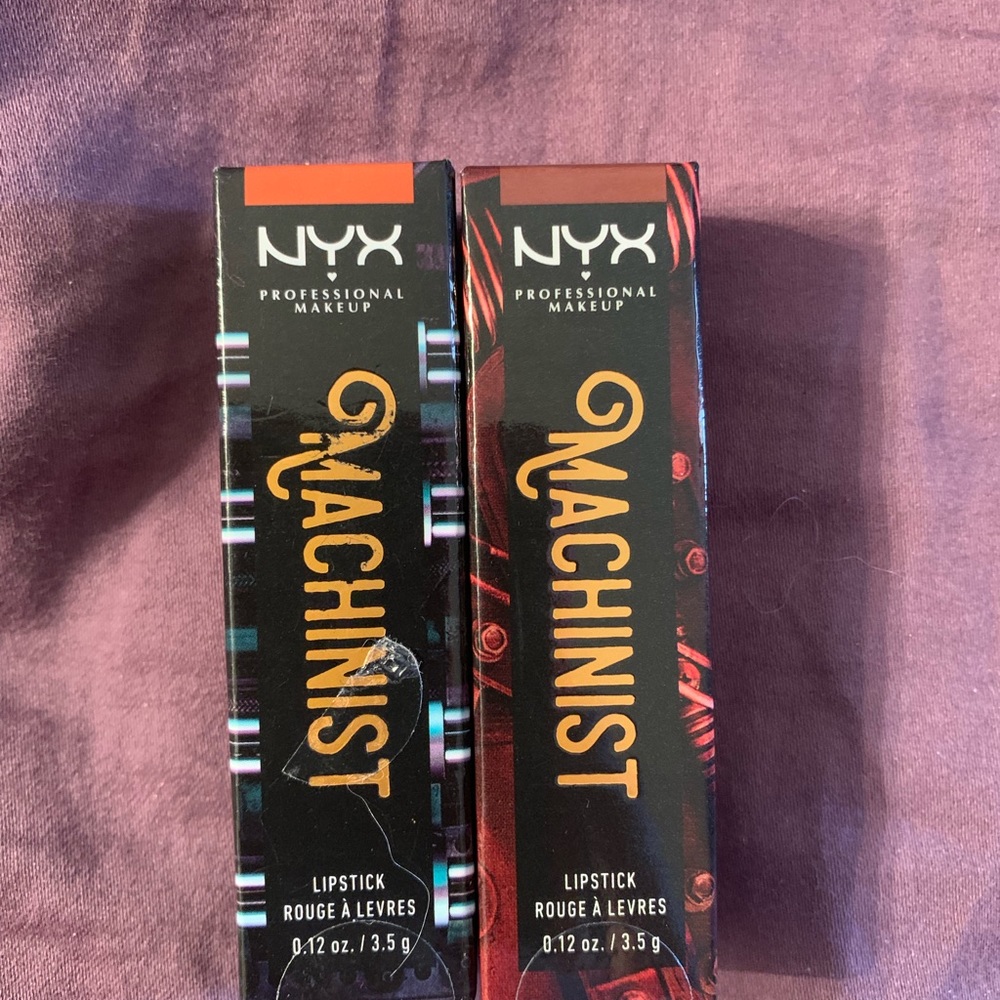 NYX
PROFESSIONAL
MAKEUP
MACHINIST
LIPSTICK
ROUGE À LEVRES
0.12 oz. / 3.5 g
NYX
PROFESSIONAL
MAKEUP
MACHINIST
LIPSTICK
ROUGE À LEVRES
0.12 oz. / 3.5 g